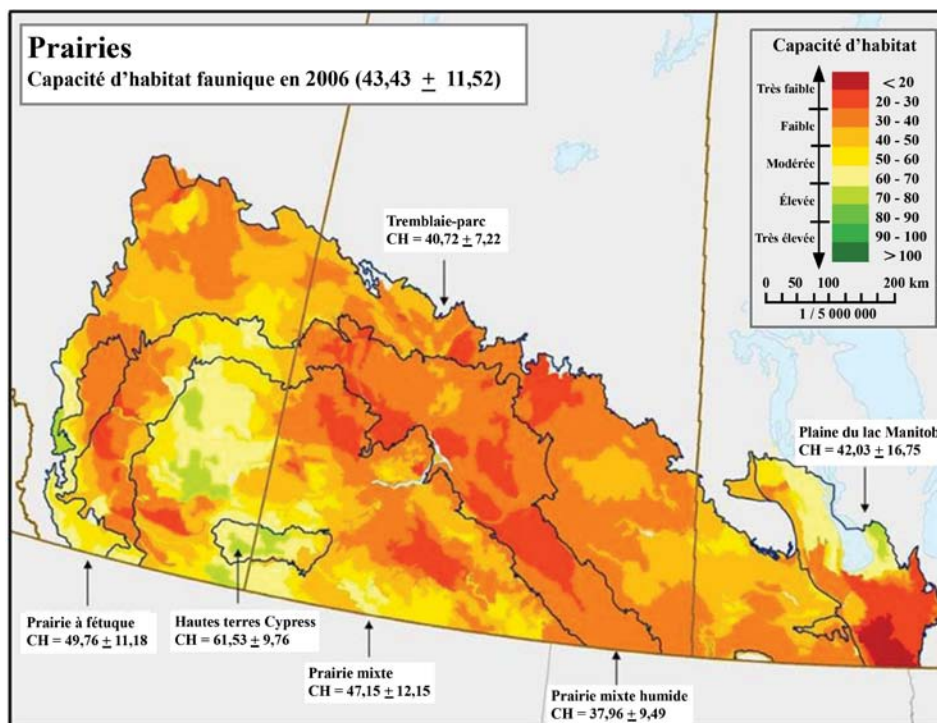 Prairies
Capacité d'habitat faunique en 2006 (43,43 ± 11,52)
Capacité d'habitat
Très faible
Faible
Modérée
Élevée
Très élevée
< 20
20 - 30
30 - 40
40 - 50
50 - 60
60 - 70
70 - 80
80 - 90
90 - 100
> 100
0 50 100 200 km
1 / 5 000 000
Tremblaie-parc
CH = 40,72 ± 7,22
Plaine du lac Manitob
CH = 42,03 ± 16,75
Prairie à fétuque
CH = 49,76 ± 11,18
Hautes terres Cypress
CH = 61,53 ± 9,76
Prairie mixte
CH = 47,15 ± 12,15
Prairie mixte humide
CH = 37,96 ± 9,49